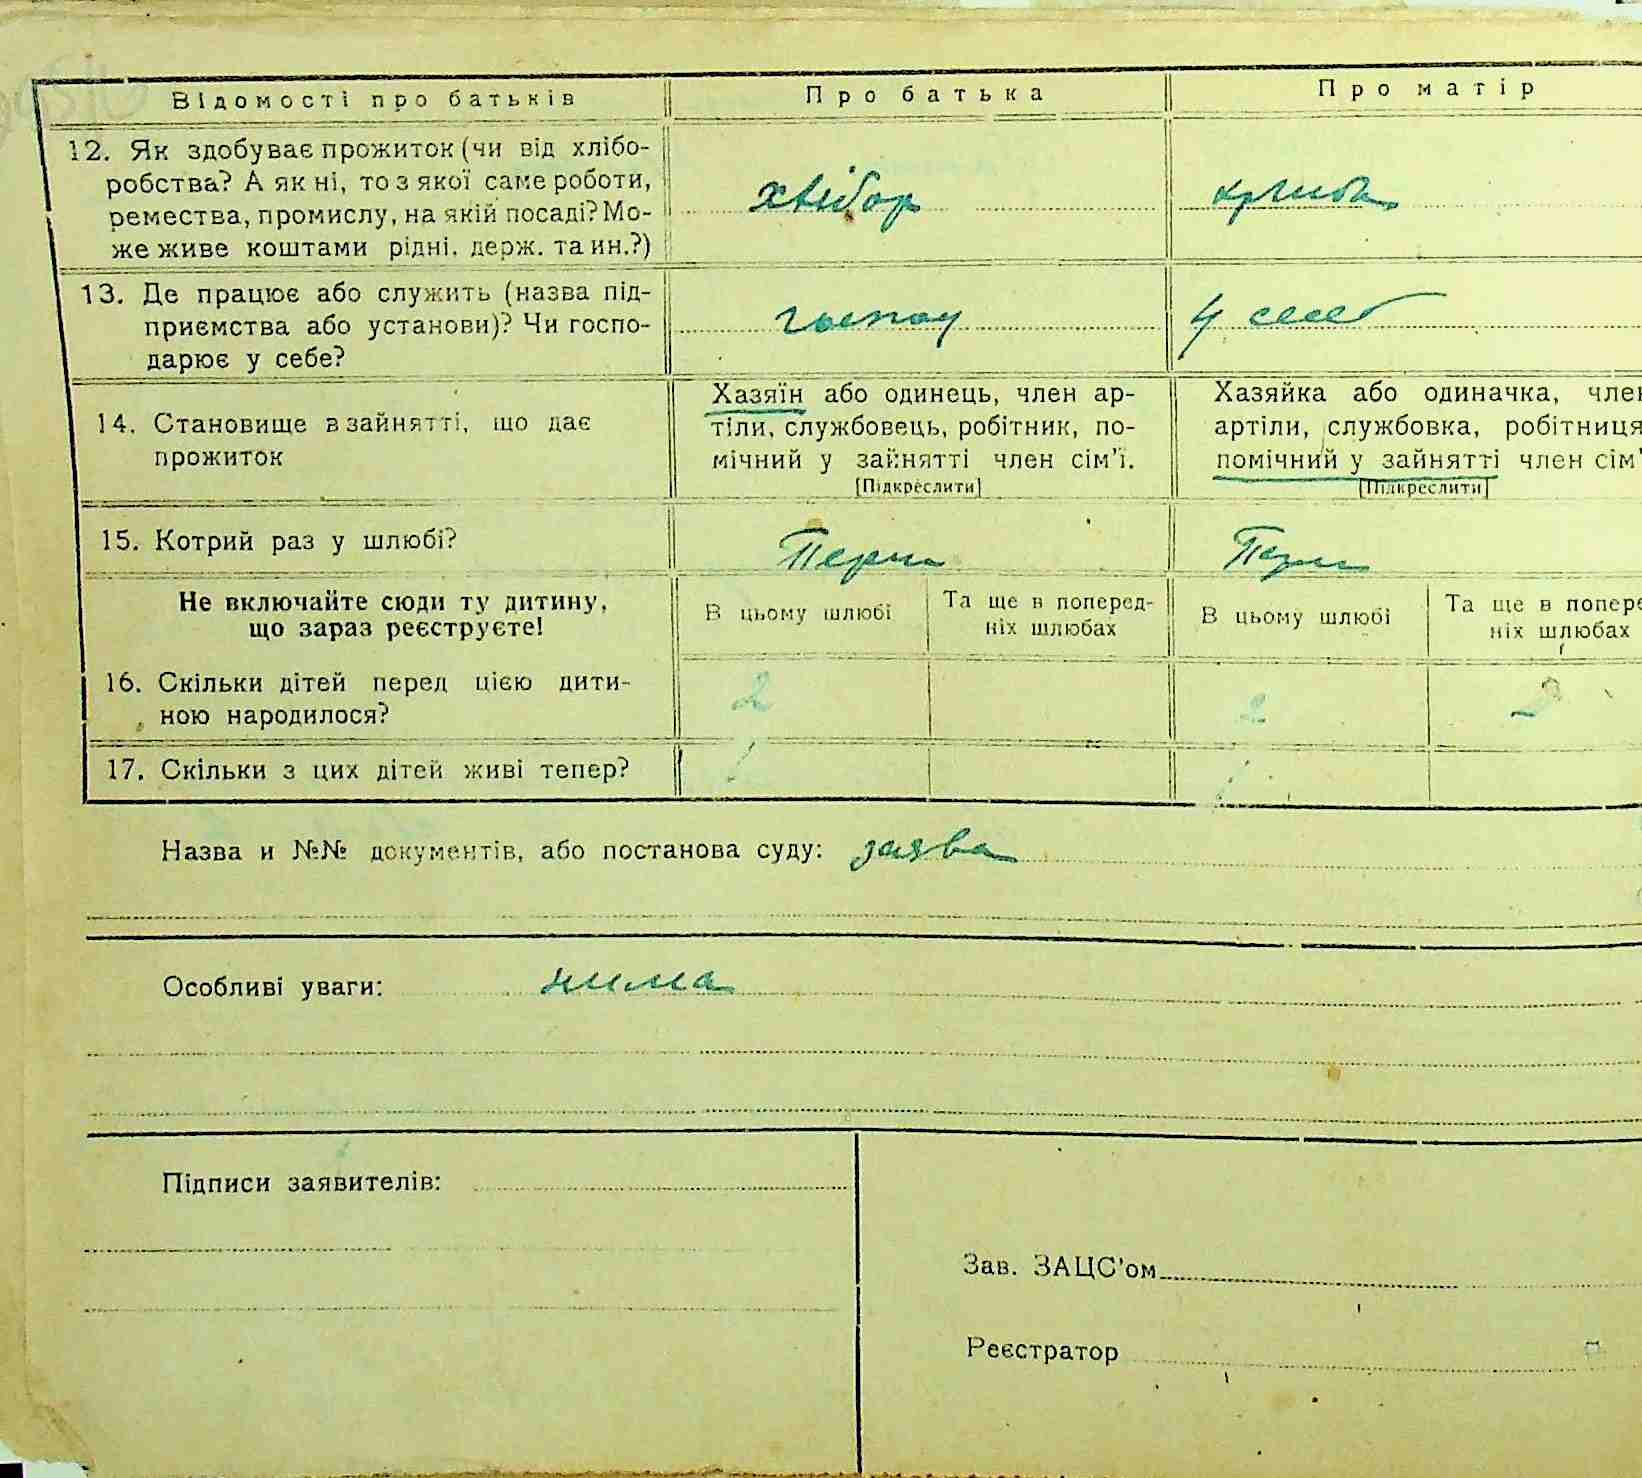 Відомості про батьків
Про батька
Про матір
12. Як здобуває прожиток (чи від хлібо-
робства? А як ні, то з якої саме роботи,
ремества, промислу, на якій посаді? Мо-
же живе коштами рідні, держ. та ин.?)
хлібор
13. Де працює або служить (назва під-
приємства або установи)? Чи госпо-
дарює у себе?
у себе
14. Становище в зайнятті, що дає
прожиток
Хазяїн або одинець, член ар-
тіли, службовець, робітник, по-
мічний у зайнятті член сім'ї.
[Підкреслити]
Хазяйка або одиначка, член
артіли, службовка, робітниця
помічний у зайнятті член сім'
[Підкреслити]
15. Котрий раз у шлюбі?
Перш
Перш
Не включайте сюди ту дитину,
що зараз реєструєте!
В цьому шлюбі
Та ще в поперед-
ніх шлюбах
В цьому шлюбі
Та ще в попере
ніх шлюбах
16. Скільки дітей перед цією дити-
ною народилося?
2
2
2
17. Скільки з цих дітей живі тепер?
1
1
Назва и №№ документів, або постанова суду: заява
Особливі уваги: нима
Підписи заявителів:
Зав. ЗАЦС'ом
Реєстратор